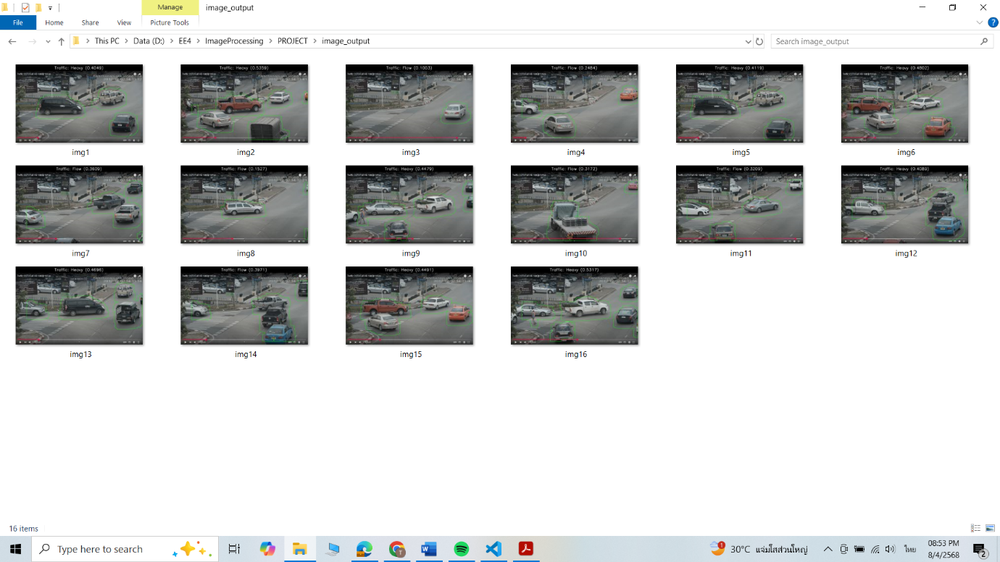 Manage
image_output
File
Home
Share
View
Picture Tools
This PC
Data (D:)
EE4
ImageProcessing
PROJECT
image_output
Search image_output
Traffic: Heavy (0.4049)
Traffic: Heavy (0.5359)
Traffic: Flow (0.1003)
Traffic: Flow (0.2484)
Traffic: Heavy (0.4119)
Traffic: Heavy (0.4602)
img1
img2
img3
img4
img5
img6
Traffic: Flow (0.3609)
Traffic: Flow (0.1527)
Traffic: Heavy (0.4479)
Traffic: Flow (0.3172)
Traffic: Flow (0.3209)
Traffic: Heavy (0.4089)
img7
img8
img9
img10
img11
img12
Traffic: Heavy (0.4696)
Traffic: Flow (0.3971)
Traffic: Heavy (0.4491)
Traffic: Heavy (0.5317)
img13
img14
img15
img16
16 items
Type here to search
1
30°C แจ่มใสส่วนใหญ่
ไทย
08:53 PM
8/4/2568
2